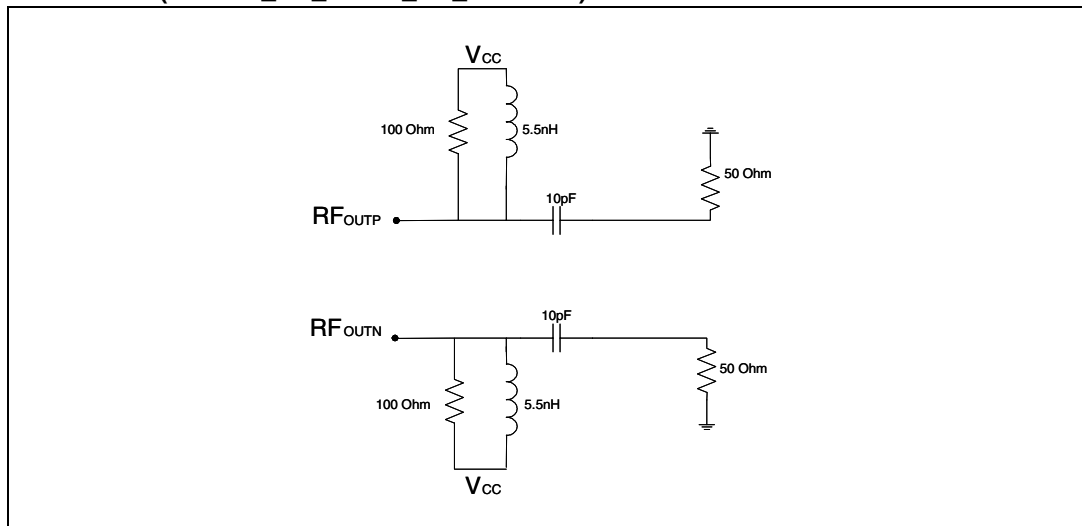 VCC
100 Ohm
5.5nH
50 Ohm
10pF
RFOUTP
10pF
RFOUTN
50 Ohm
100 Ohm
5.5nH
VCC